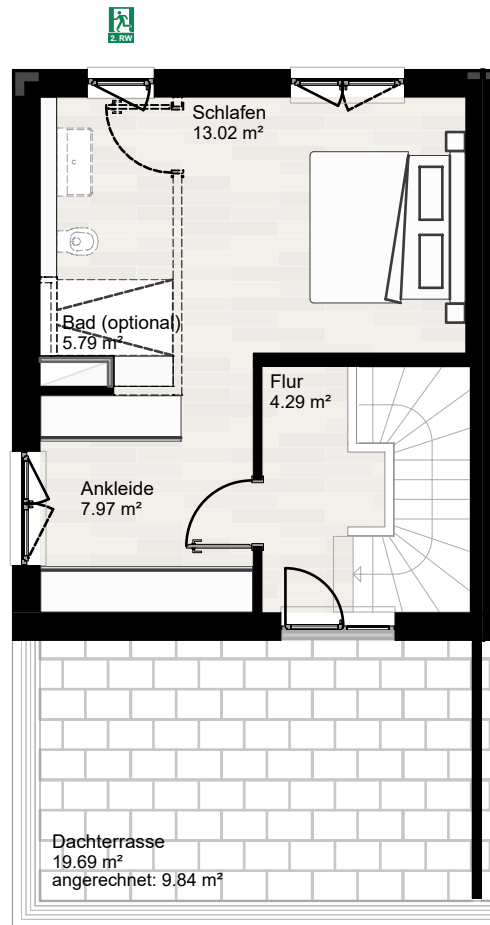 2. RW
Schlafen
13.02 m²
Bad (optional)
5.79 m²
Flur
4.29 m²
Ankleide
7.97 m²
Dachterrasse
19.69 m²
angerechnet: 9.84 m²